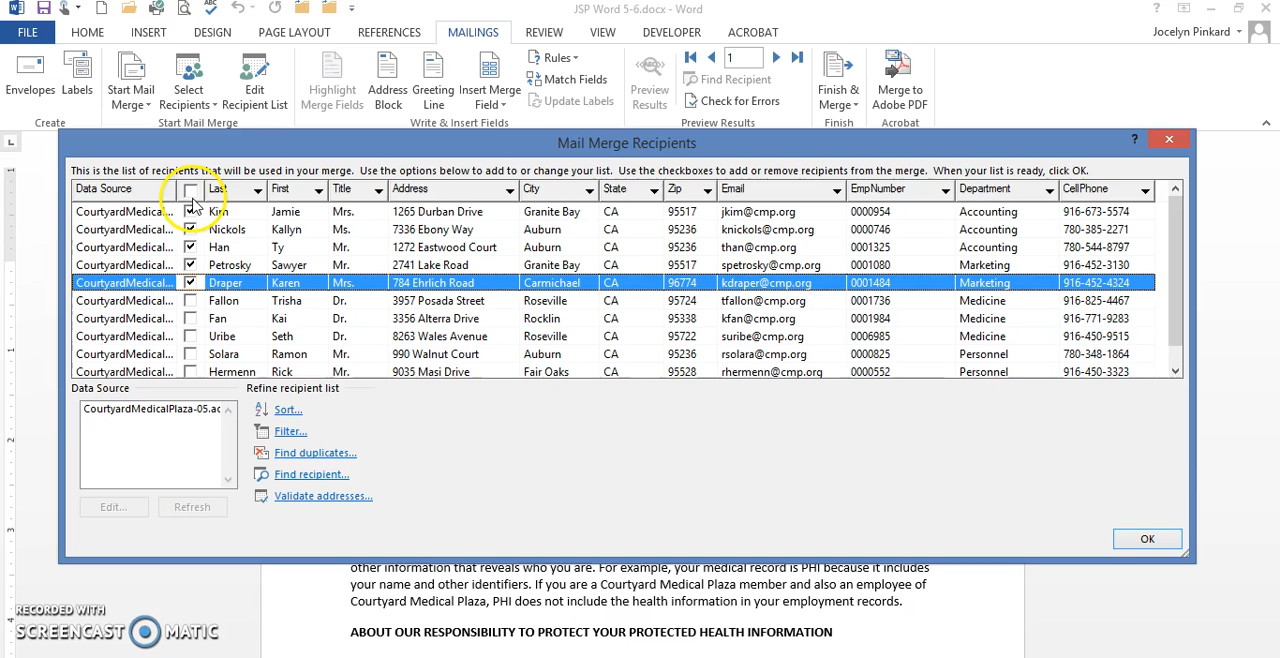 JSP Word 5-6.docx - Word
FILE HOME INSERT DESIGN PAGE LAYOUT REFERENCES MAILINGS REVIEW VIEW DEVELOPER ACROBAT Jocelyn Pinkard
Envelopes Labels Start Mail Merge Select Recipients Edit Recipient List Highlight Merge Fields Address Block Greeting Line Insert Merge Field
Rules
Match Fields
Update Labels
Preview Results
1
Find Recipient
Check for Errors
Finish & Merge Merge to Adobe PDF
Create Start Mail Merge Write & Insert Fields Preview Results Finish Acrobat
Mail Merge Recipients
This is the list of recipients that will be used in your merge. Use the options below to add to or change your list. Use the checkboxes to add or remove recipients from the merge. When your list is ready, click OK.
Data Source Last First Title Address City State Zip Email EmpNumber Department CellPhone
CourtyardMedical... Kim Jamie Mrs. 1265 Durban Drive Granite Bay CA 95517 jkim@cmp.org 0000954 Accounting 916-673-5574
CourtyardMedical... Nickols Kallyn Ms. 7336 Ebony Way Auburn CA 95236 knickols@cmp.org 0000746 Accounting 780-385-2271
CourtyardMedical... Han Ty Mr. 1272 Eastwood Court Auburn CA 95236 than@cmp.org 0001325 Accounting 780-544-8797
CourtyardMedical... Petrosky Sawyer Mr. 2741 Lake Road Granite Bay CA 95517 spetrosky@cmp.org 0001080 Marketing 916-452-3130
CourtyardMedical... Draper Karen Mrs. 784 Ehrlich Road Carmichael CA 96774 kdraper@cmp.org 0001484 Marketing 916-452-4324
CourtyardMedical... Fallon Trisha Dr. 3957 Posada Street Roseville CA 95724 tfallon@cmp.org 0001736 Medicine 916-825-4467
CourtyardMedical... Fan Kai Dr. 3356 Alterra Drive Rocklin CA 95338 kfan@cmp.org 0001984 Medicine 916-771-9283
CourtyardMedical... Uribe Seth Dr. 8263 Wales Avenue Roseville CA 95722 suribe@cmp.org 0006985 Medicine 916-450-9515
CourtyardMedical... Solara Ramon Mr. 990 Walnut Court Auburn CA 95236 rsolara@cmp.org 0000825 Personnel 780-348-1864
CourtyardMedical... Hermenn Rick Mr. 9035 Masi Drive Fair Oaks CA 95528 rhermenn@cmp.org 0000552 Personnel 916-450-3323
Data Source Refine recipient list
CourtyardMedicalPlaza-05.ac
Sort...
Filter...
Find duplicates...
Find recipient...
Validate addresses...
Edit... Refresh
OK
other information that reveals who you are. For example, your medical record is PHI because it includes
your name and other identifiers. If you are a Courtyard Medical Plaza member and also an employee of
Courtyard Medical Plaza, PHI does not include the health information in your employment records.
ABOUT OUR RESPONSIBILITY TO PROTECT YOUR PROTECTED HEALTH INFORMATION
RECORDED WITH
SCREENCAST MATIC